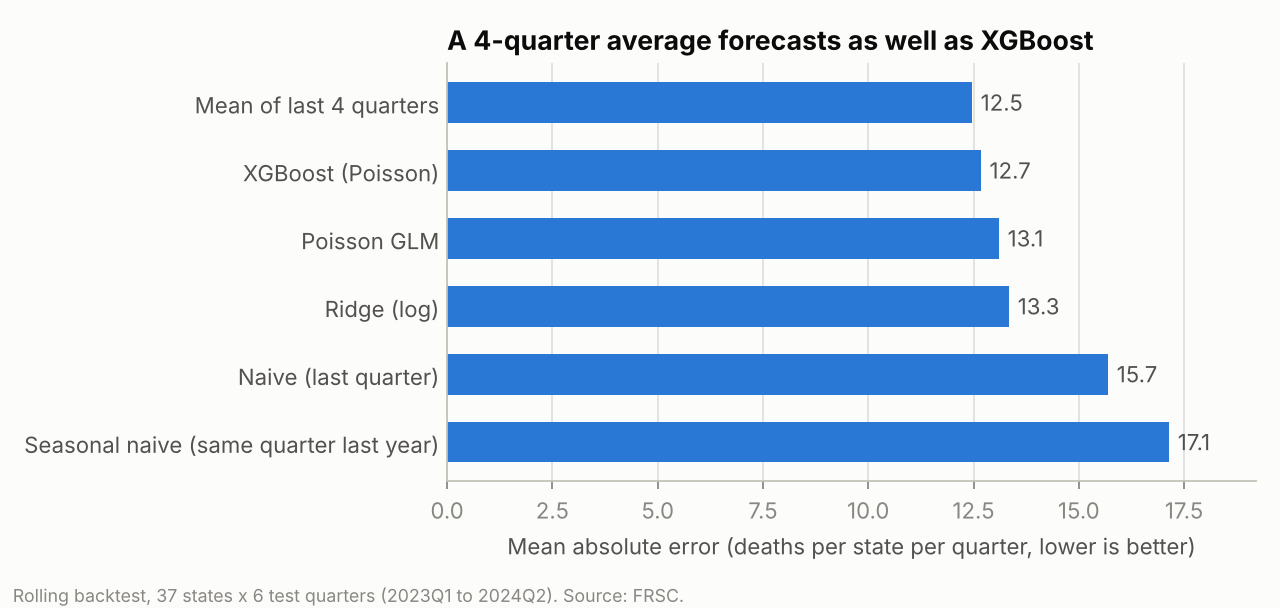 A 4-quarter average forecasts as well as XGBoost
Mean of last 4 quarters 12.5
XGBoost (Poisson) 12.7
Poisson GLM 13.1
Ridge (log) 13.3
Naive (last quarter) 15.7
Seasonal naive (same quarter last year) 17.1
0.0 2.5 5.0 7.5 10.0 12.5 15.0 17.5
Mean absolute error (deaths per state per quarter, lower is better)
Rolling backtest, 37 states x 6 test quarters (2023Q1 to 2024Q2). Source: FRSC.